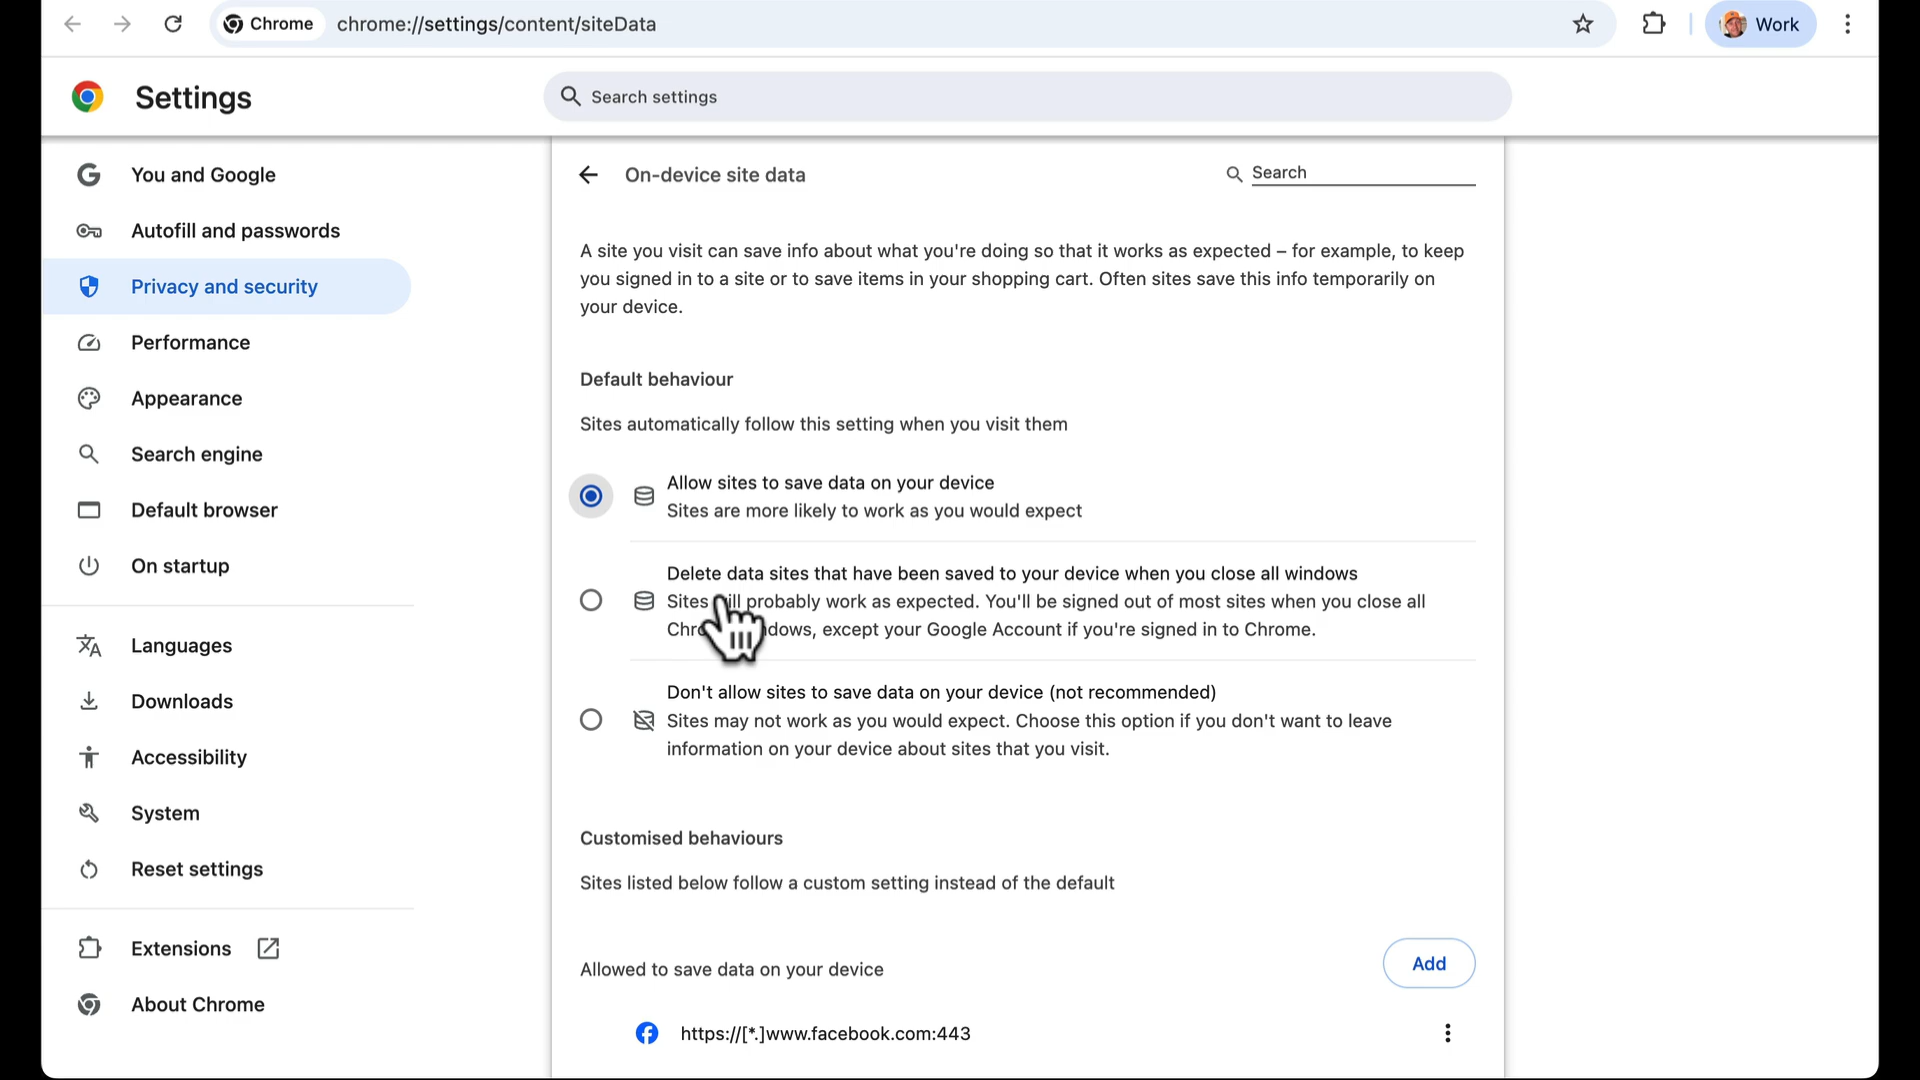 Chrome
chrome://settings/content/siteData
Work
Settings
Search settings
You and Google
Autofill and passwords
Privacy and security
Performance
Appearance
Search engine
Default browser
On startup
Languages
Downloads
Accessibility
System
Reset settings
Extensions
About Chrome
On-device site data
Search
A site you visit can save info about what you're doing so that it works as expected – for example, to keep
you signed in to a site or to save items in your shopping cart. Often sites save this info temporarily on
your device.
Default behaviour
Sites automatically follow this setting when you visit them
Allow sites to save data on your device
Sites are more likely to work as you would expect
Delete data sites that have been saved to your device when you close all windows
Sites probably work as expected. You'll be signed out of most sites when you close all
except your Google Account if you're signed in to Chrome.
Don't allow sites to save data on your device (not recommended)
Sites may not work as you would expect. Choose this option if you don't want to leave
information on your device about sites that you visit.
Customised behaviours
Sites listed below follow a custom setting instead of the default
Allowed to save data on your device
Add
https://[*.]www.facebook.com:443